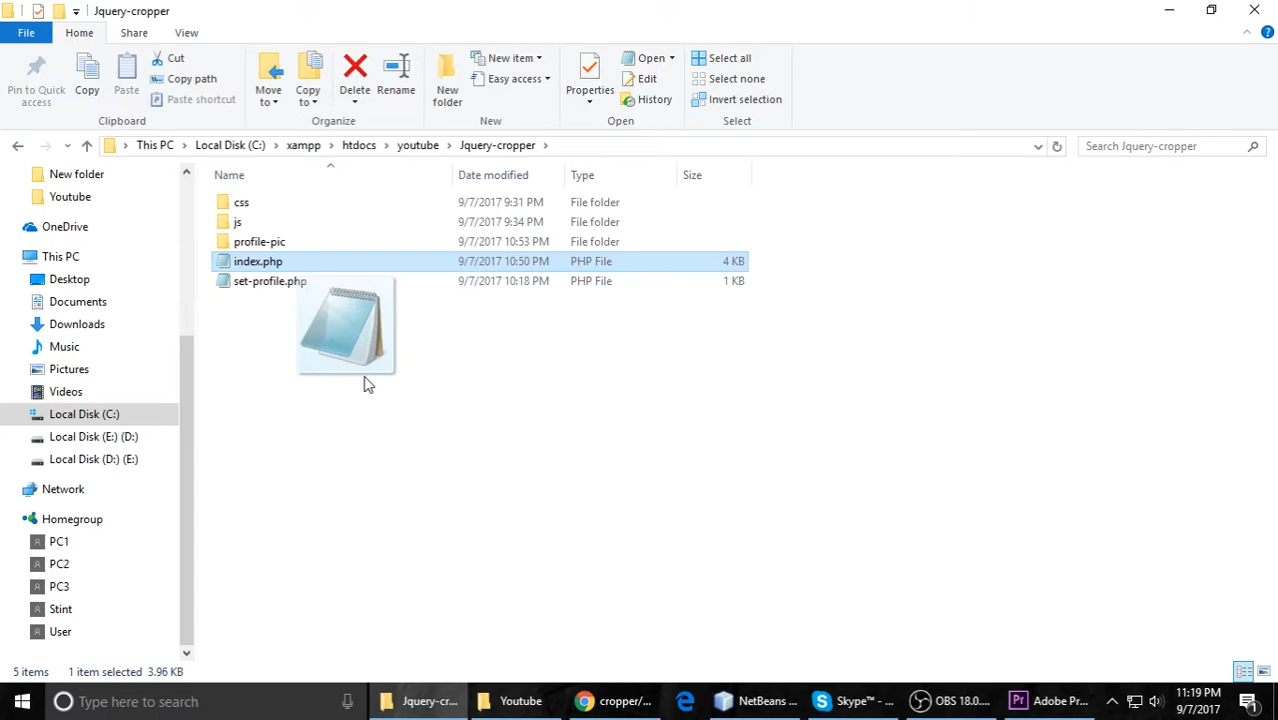 Jquery-cropper
File
Home
Share
View
Pin to Quick access
Copy
Paste
Cut
Copy path
Paste shortcut
Clipboard
Move to
Copy to
Delete
Rename
Organize
New folder
New item
Easy access
New
Properties
Open
Edit
History
Open
Select all
Select none
Invert selection
Select
This PC
Local Disk (C:)
xampp
htdocs
youtube
Jquery-cropper
Search Jquery-cropper
New folder
Youtube
OneDrive
This PC
Desktop
Documents
Downloads
Music
Pictures
Videos
Local Disk (C:)
Local Disk (E:) (D:)
Local Disk (D:) (E:)
Network
Homegroup
PC1
PC2
PC3
Stint
User
Name Date modified Type Size
css 9/7/2017 9:31 PM File folder
js 9/7/2017 9:34 PM File folder
profile-pic 9/7/2017 10:53 PM File folder
index.php 9/7/2017 10:50 PM PHP File 4 KB
set-profile.php 9/7/2017 10:18 PM PHP File 1 KB
5 items 1 item selected 3.96 KB
Type here to search
Jquery-cr...
Youtube
cropper/...
NetBeans ...
Skype™ - ...
OBS 18.0....
Pr Adobe Pr...
11:19 PM
9/7/2017
1